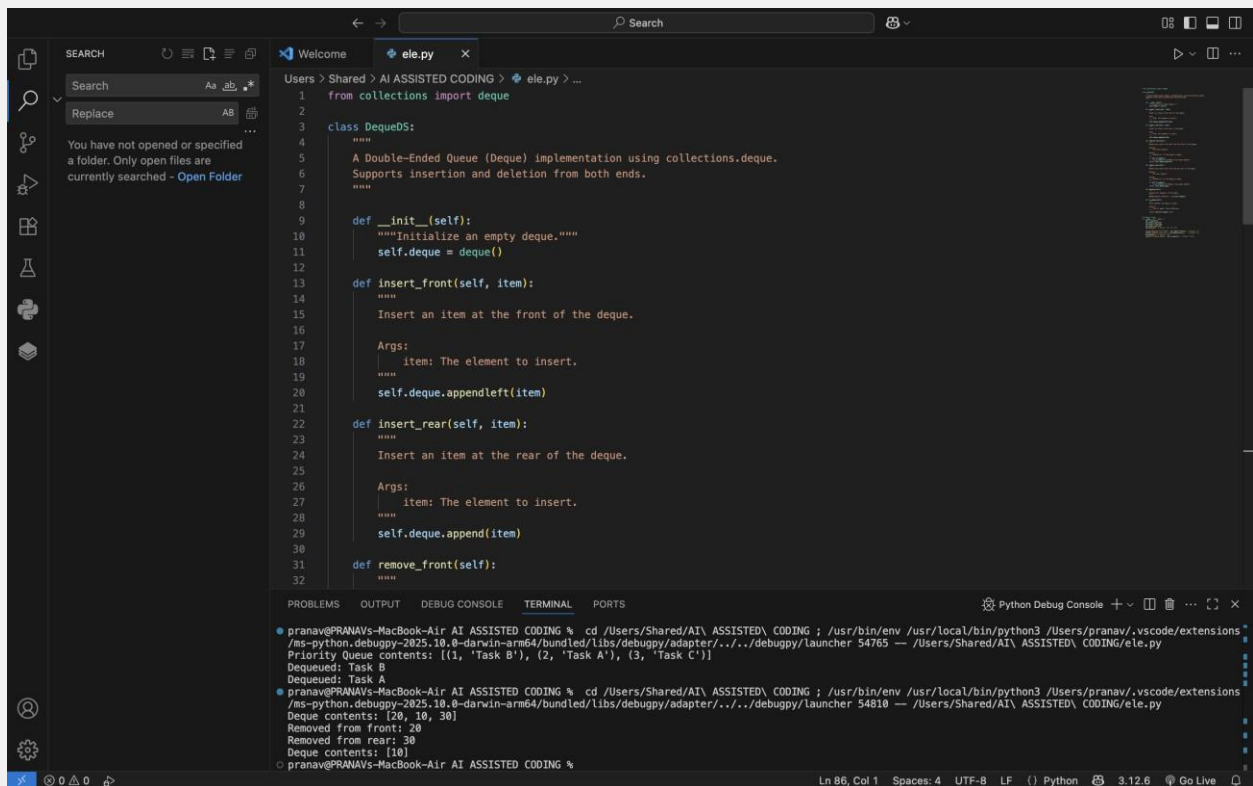 Search
SEARCH
Search
Aa ab
Replace
AB
You have not opened or specified
a folder. Only open files are
currently searched - Open Folder
Welcome
ele.py
Users > Shared > AI ASSISTED CODING > ele.py > ...
1 from collections import deque
2
3 class DequeDS:
4 """
5 A Double-Ended Queue (Deque) implementation using collections.deque.
6 Supports insertion and deletion from both ends.
7 """
8
9 def __init__(self):
10 """Initialize an empty deque."""
11 self.deque = deque()
12
13 def insert_front(self, item):
14 """
15 Insert an item at the front of the deque.
16
17 Args:
18 item: The element to insert.
19 """
20 self.deque.appendleft(item)
21
22 def insert_rear(self, item):
23 """
24 Insert an item at the rear of the deque.
25
26 Args:
27 item: The element to insert.
28 """
29 self.deque.append(item)
30
31 def remove_front(self):
32 """
PROBLEMS OUTPUT DEBUG CONSOLE TERMINAL PORTS
Python Debug Console
pranav@PRANAVs-MacBook-Air AI ASSISTED CODING % cd /Users/Shared/AI\ ASSISTED\ CODING ; /usr/bin/env /usr/local/bin/python3 /Users/pranav/.vscode/extensions
/ms-python.debugpy-2025.10.0-darwin-arm64/bundled/libs/debugpy/adapter/../../debugpy/launcher 54765 -- /Users/Shared/AI\ ASSISTED\ CODING/ele.py
Priority Queue contents: [(1, 'Task B'), (2, 'Task A'), (3, 'Task C')]
Dequeued: Task B
Dequeued: Task A
pranav@PRANAVs-MacBook-Air AI ASSISTED CODING % cd /Users/Shared/AI\ ASSISTED\ CODING ; /usr/bin/env /usr/local/bin/python3 /Users/pranav/.vscode/extensions
/ms-python.debugpy-2025.10.0-darwin-arm64/bundled/libs/debugpy/adapter/../../debugpy/launcher 54810 -- /Users/Shared/AI\ ASSISTED\ CODING/ele.py
Deque contents: [20, 10, 30]
Removed from front: 20
Removed from rear: 30
Deque contents: [10]
pranav@PRANAVs-MacBook-Air AI ASSISTED CODING %
0 0 Ln 86, Col 1 Spaces: 4 UTF-8 LF {} Python 3.12.6 Go Live